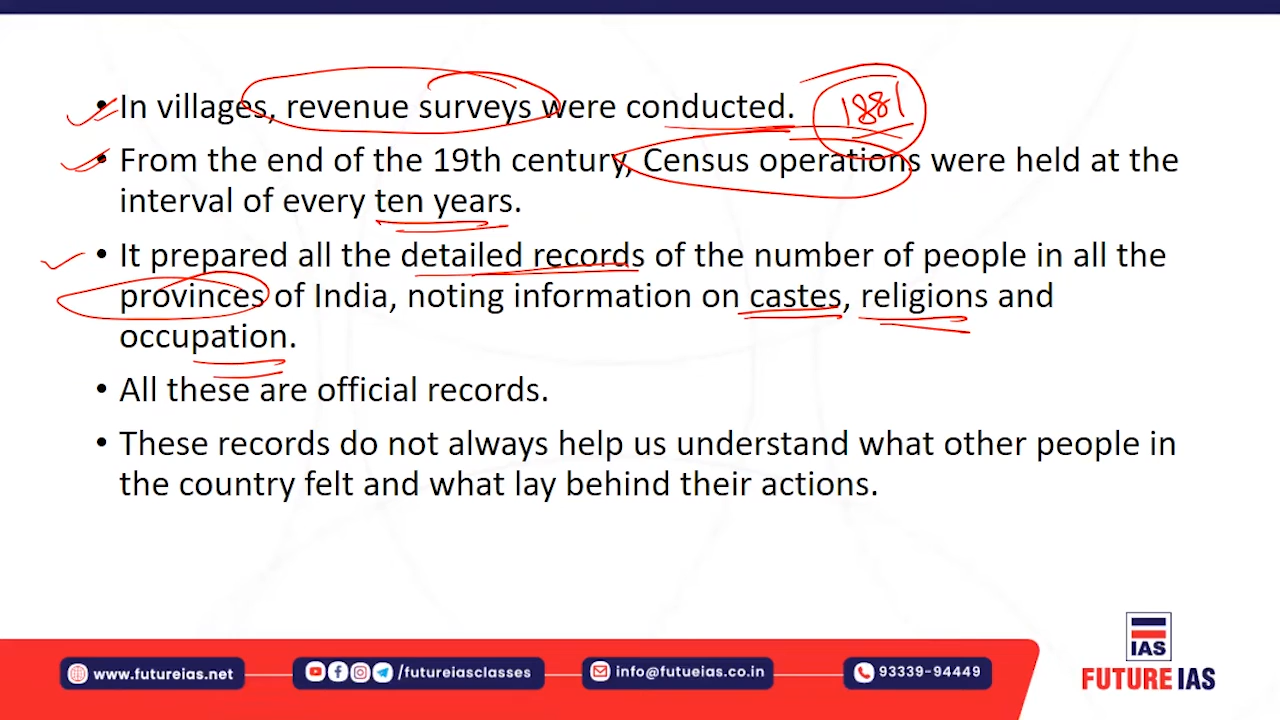 • In villages, revenue surveys were conducted. 1881
• From the end of the 19th century, Census operations were held at the
interval of every ten years.
• It prepared all the detailed records of the number of people in all the
provinces of India, noting information on castes, religions and
occupation.
• All these are official records.
• These records do not always help us understand what other people in
the country felt and what lay behind their actions.
IAS
www.futureias.net /futureiasclasses info@futueias.co.in 93339-94449 FUTURE IAS